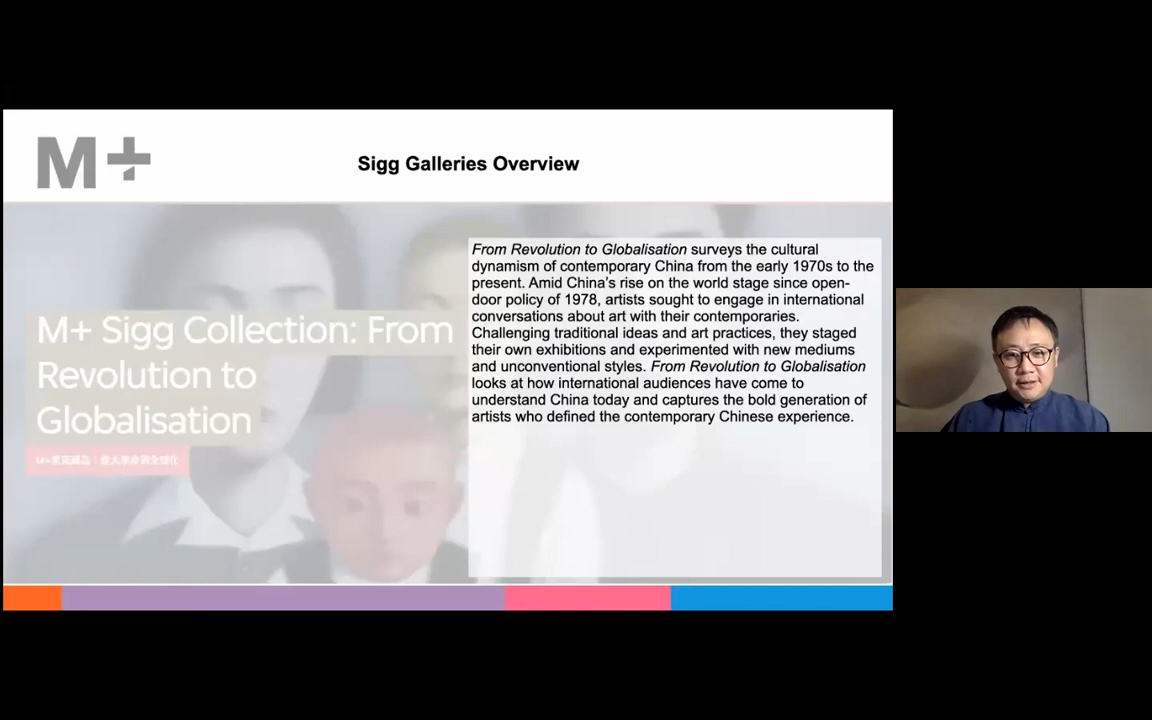 M+
Sigg Galleries Overview
M+ Sigg Collection: From
Revolution to
Globalisation
From Revolution to Globalisation surveys the cultural
dynamism of contemporary China from the early 1970s to the
present. Amid China's rise on the world stage since open-
door policy of 1978, artists sought to engage in international
conversations about art with their contemporaries.
Challenging traditional ideas and art practices, they staged
their own exhibitions and experimented with new mediums
and unconventional styles. From Revolution to Globalisation
looks at how international audiences have come to
understand China today and captures the bold generation of
artists who defined the contemporary Chinese experience.